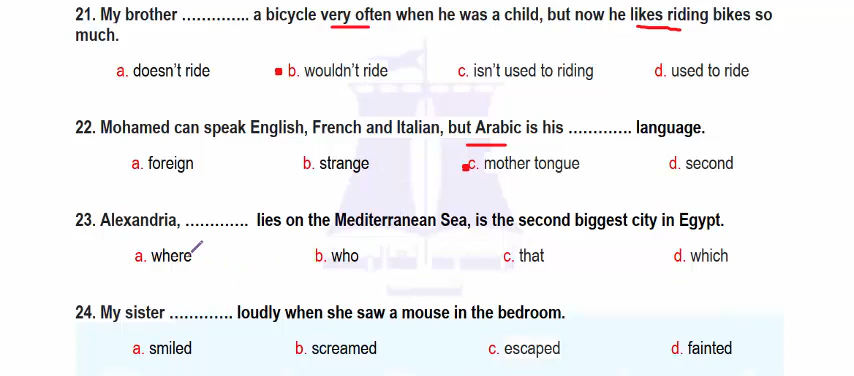 21. My brother ………….. a bicycle very often when he was a child, but now he likes riding bikes so
much.
a. doesn't ride b. wouldn't ride c. isn't used to riding d. used to ride
22. Mohamed can speak English, French and Italian, but Arabic is his …………. language.
a. foreign b. strange c. mother tongue d. second
23. Alexandria, …………. lies on the Mediterranean Sea, is the second biggest city in Egypt.
a. where b. who c. that d. which
24. My sister …………. loudly when she saw a mouse in the bedroom.
a. smiled b. screamed c. escaped d. fainted